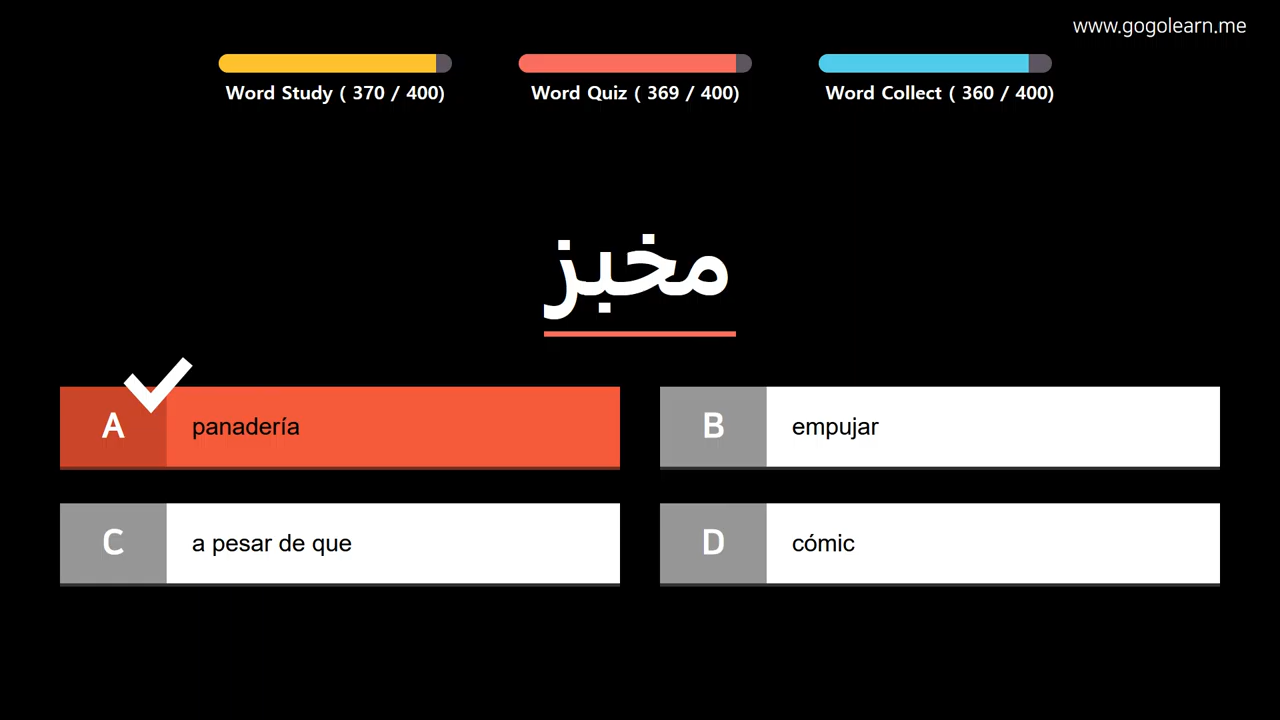 www.gogolearn.me
Word Study ( 370 / 400)
Word Quiz ( 369 / 400)
Word Collect ( 360 / 400)
مخبز
A panadería
B empujar
C a pesar de que
D cómic